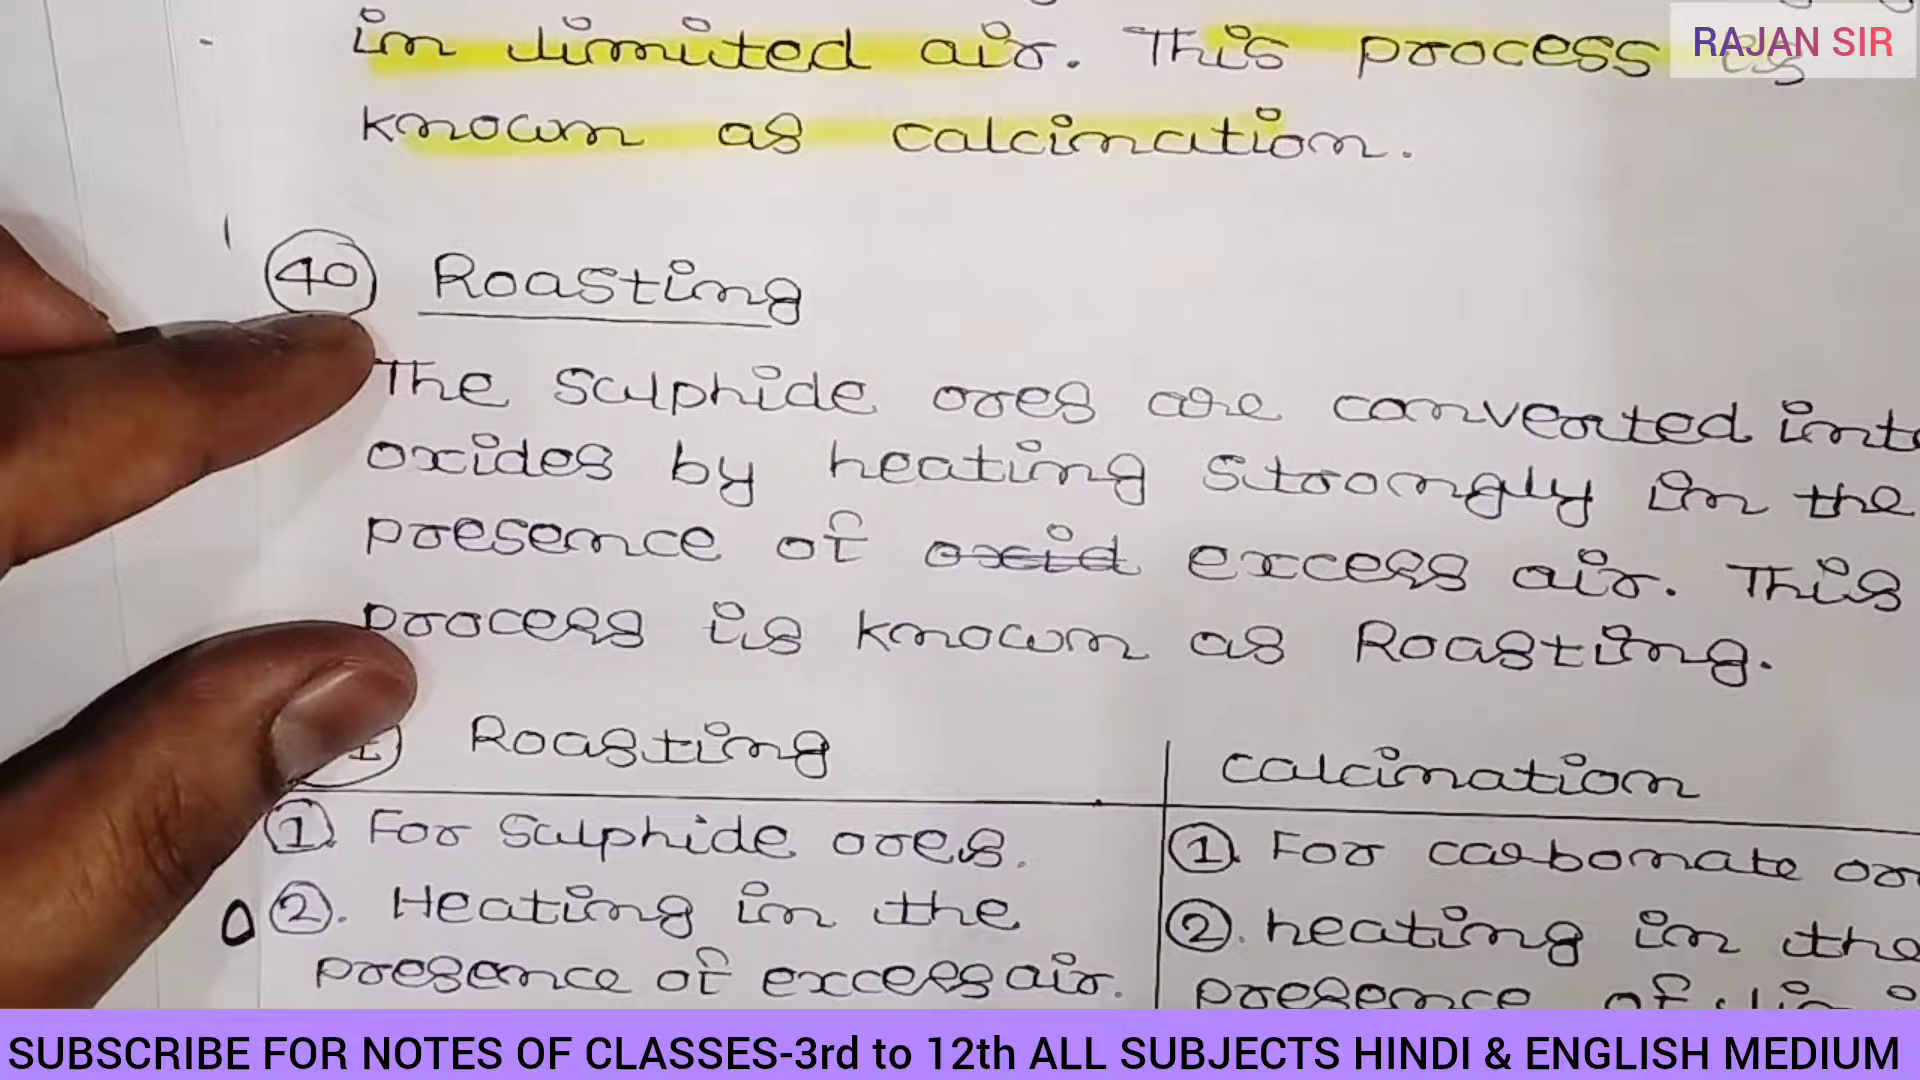 in limited air. This process is
RAJAN SIR
known as calcination.
40 Roasting
The Sulphide ores are converted into
oxides by heating strongly in the
presence of oxid excess air. This
process is known as Roasting.
Roasting calcination
1. For Sulphide ores. 1. For carbonate
2. Heating in the 2. heating in the
presence of excess air. presence of
SUBSCRIBE FOR NOTES OF CLASSES-3rd to 12th ALL SUBJECTS HINDI & ENGLISH MEDIUM